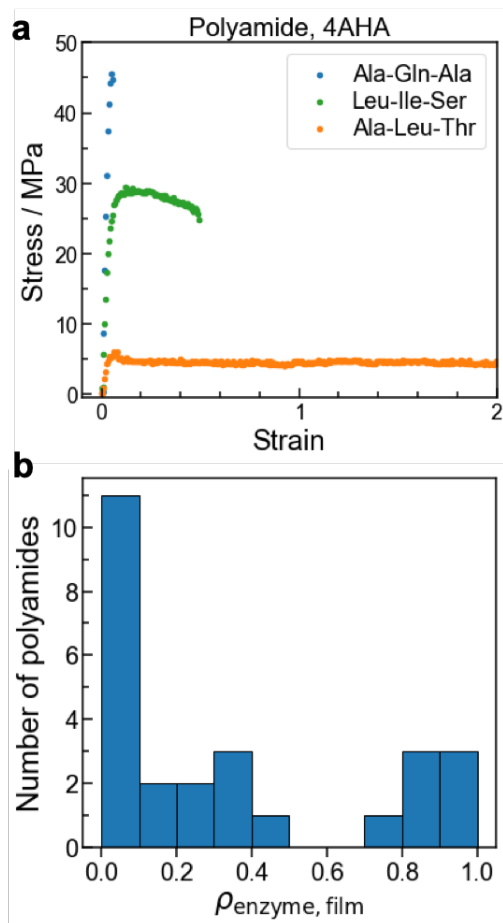 a
Polyamide, 4AHA
50
40
30
20
10
0
Stress / MPa
Ala-Gln-Ala
Leu-Ile-Ser
Ala-Leu-Thr
0 1 2
Strain
b
10
8
6
4
2
0
Number of polyamides
0.0 0.2 0.4 0.6 0.8 1.0
ρenzyme, film